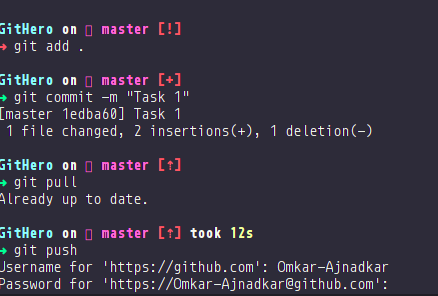 GitHero on  master [!]
➜ git add .
GitHero on  master [+]
➜ git commit -m "Task 1"
[master 1edba60] Task 1
1 file changed, 2 insertions(+), 1 deletion(-)
GitHero on  master [↑]
➜ git pull
Already up to date.
GitHero on  master [↑] took 12s
➜ git push
Username for 'https://github.com': Omkar-Ajnadkar
Password for 'https://Omkar-Ajnadkar@github.com':